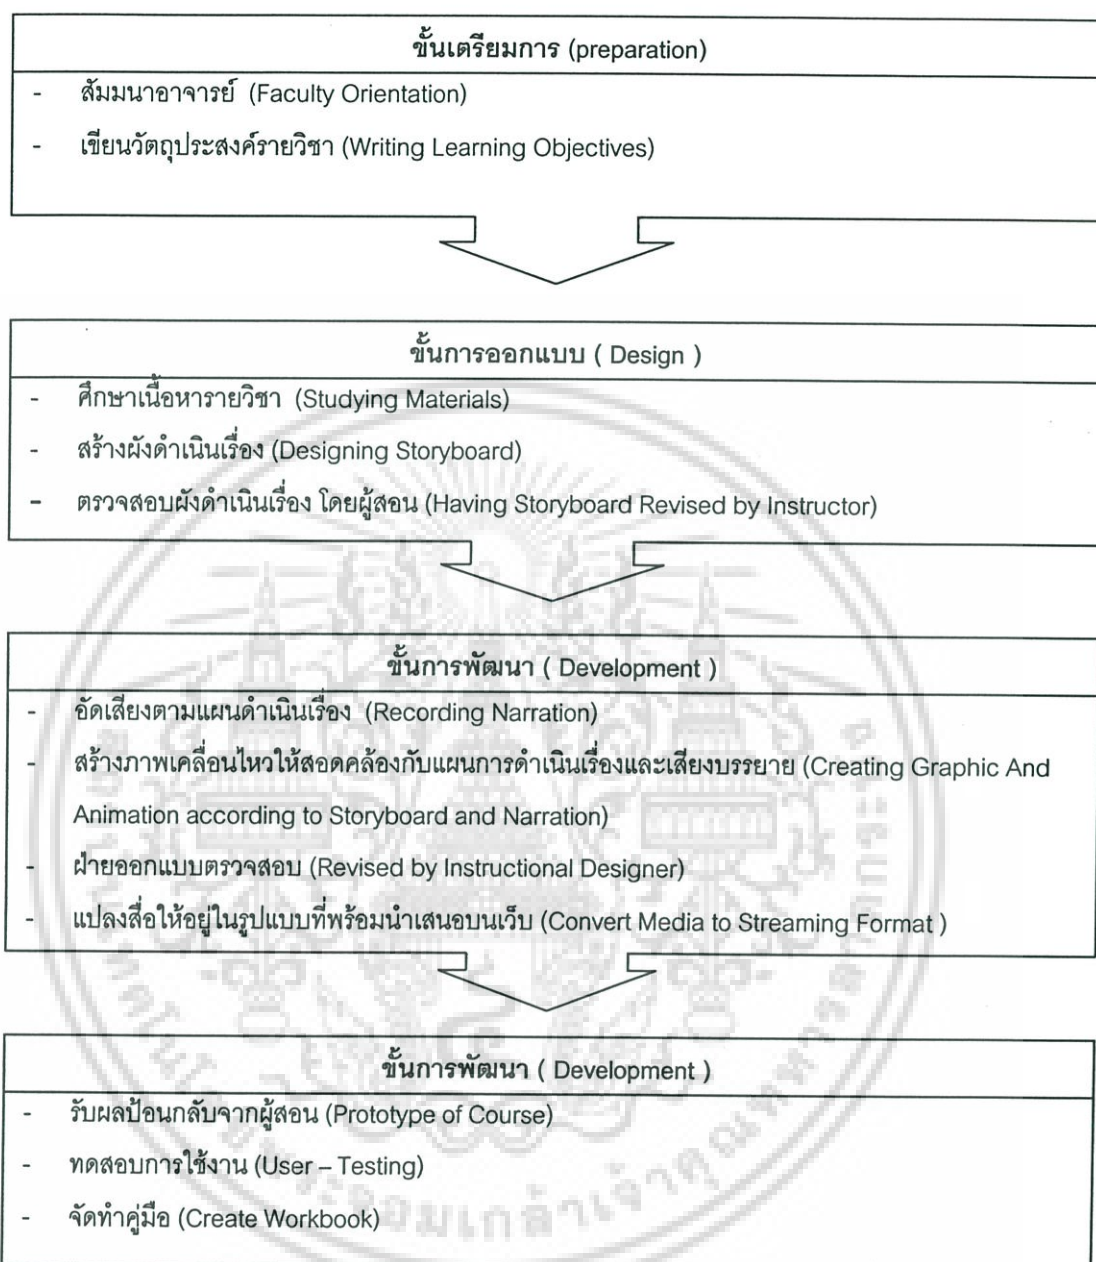 ขั้นเตรียมการ (preparation)
- สัมมนาอาจารย์ (Faculty Orientation)
- เขียนวัตถุประสงค์รายวิชา (Writing Learning Objectives)
ขั้นการออกแบบ ( Design )
- ศึกษาเนื้อหารายวิชา (Studying Materials)
- สร้างผังดำเนินเรื่อง (Designing Storyboard)
- ตรวจสอบผังดำเนินเรื่อง โดยผู้สอน (Having Storyboard Revised by Instructor)
ขั้นการพัฒนา ( Development )
- อัดเสียงตามแผนดำเนินเรื่อง (Recording Narration)
- สร้างภาพเคลื่อนไหวให้สอดคล้องกับแผนการดำเนินเรื่องและเสียงบรรยาย (Creating Graphic And
Animation according to Storyboard and Narration)
- ฝ่ายออกแบบตรวจสอบ (Revised by Instructional Designer)
- แปลงสื่อให้อยู่ในรูปแบบที่พร้อมนำเสนอบนเว็บ (Convert Media to Streaming Format )
ขั้นการพัฒนา ( Development )
- รับผลป้อนกลับจากผู้สอน (Prototype of Course)
- ทดสอบการใช้งาน (User – Testing)
- จัดทำคู่มือ (Create Workbook)